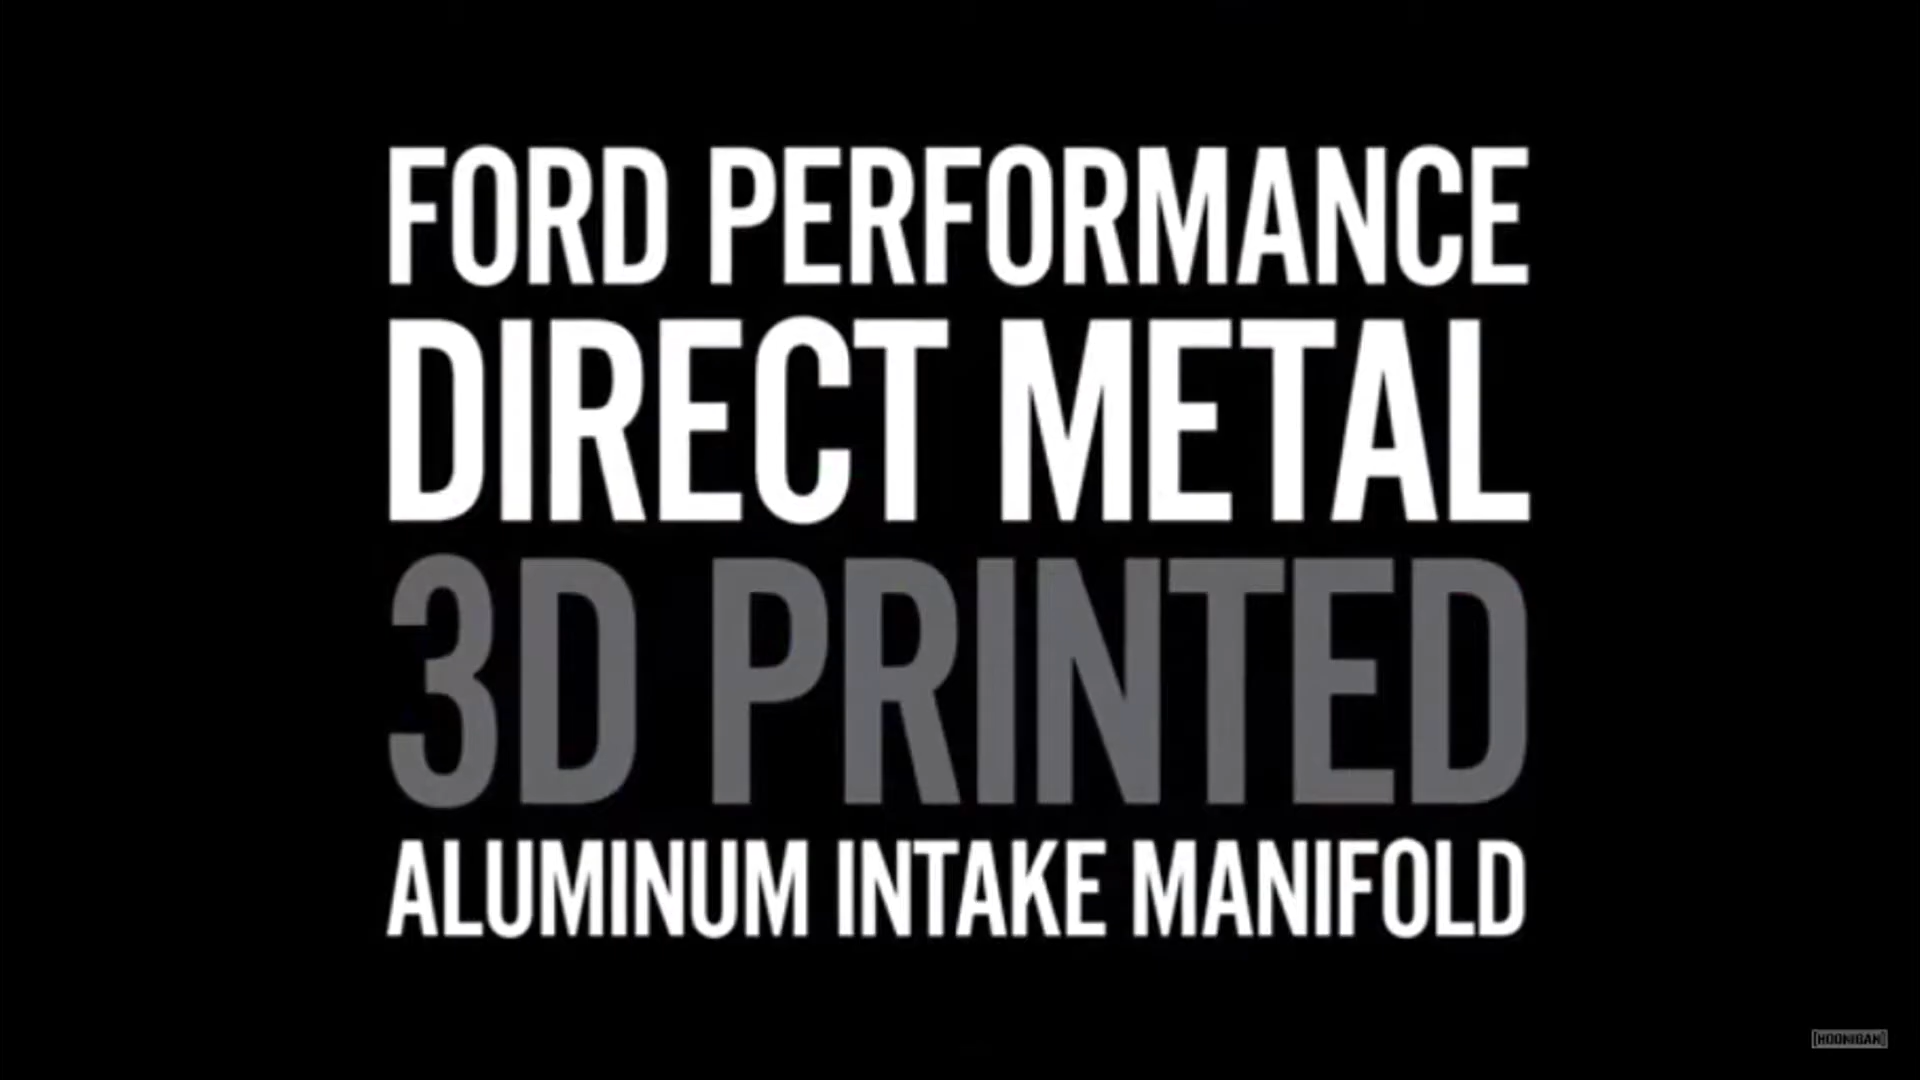 FORD PERFORMANCE
DIRECT METAL
3D PRINTED
ALUMINUM INTAKE MANIFOLD
[HOONIGAN]